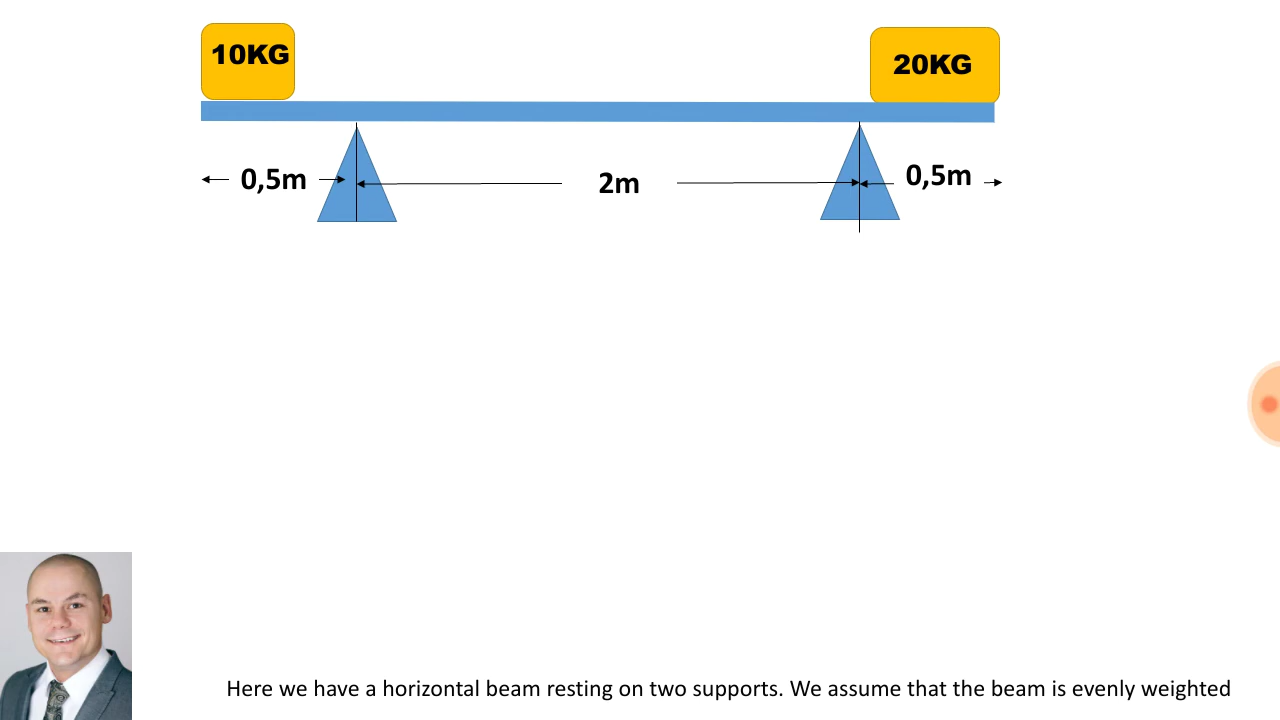 10KG
20KG
0,5m
2m
0,5m
Here we have a horizontal beam resting on two supports. We assume that the beam is evenly weighted